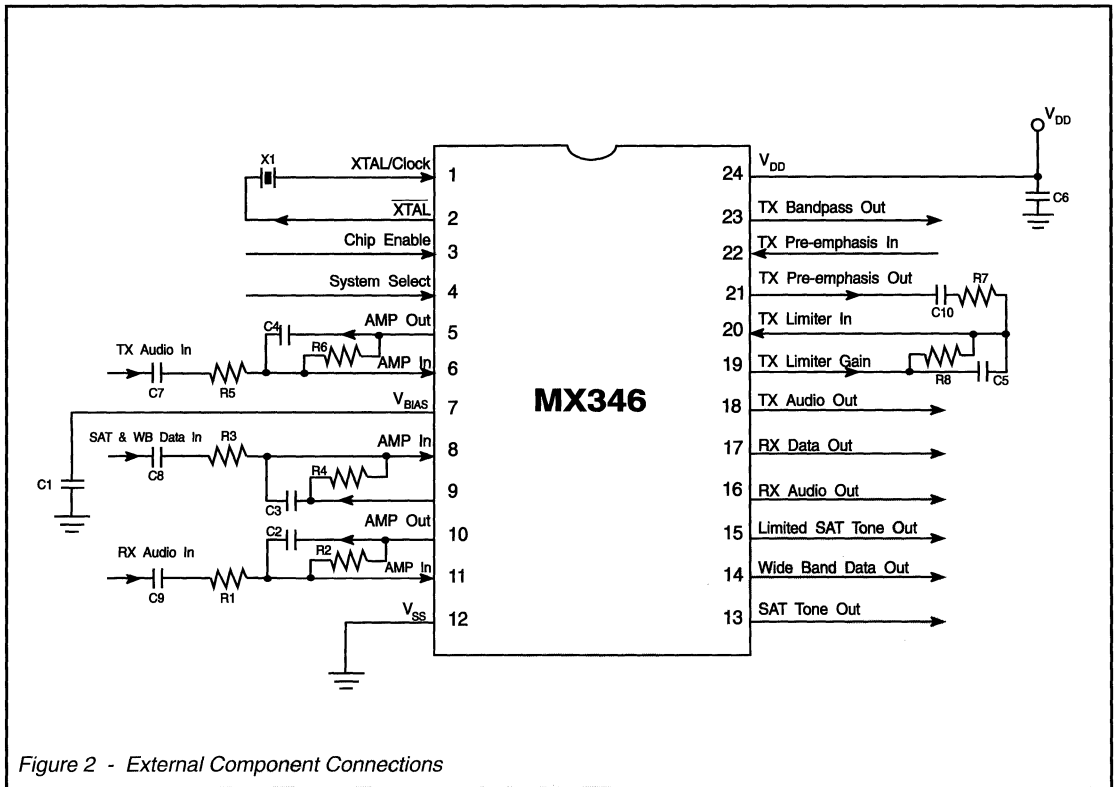 X1
XTAL/Clock
1
XTAL
2
Chip Enable
3
System Select
4
C4
AMP Out
5
R6
TX Audio In
AMP In
6
C7
R5
VBIAS
7
SAT & WB Data In
R3
AMP In
8
C8
R4
C1
9
C3
C2
AMP Out
10
RX Audio In
R2
AMP In
11
C9
R1
VSS
12
MX346
VDD
VDD
24
C6
TX Bandpass Out
23
TX Pre-emphasis In
22
TX Pre-emphasis Out
R7
21
C10
TX Limiter In
20
TX Limiter Gain
19
R8
C5
TX Audio Out
18
RX Data Out
17
RX Audio Out
16
Limited SAT Tone Out
15
Wide Band Data Out
14
SAT Tone Out
13
Figure 2 - External Component Connections